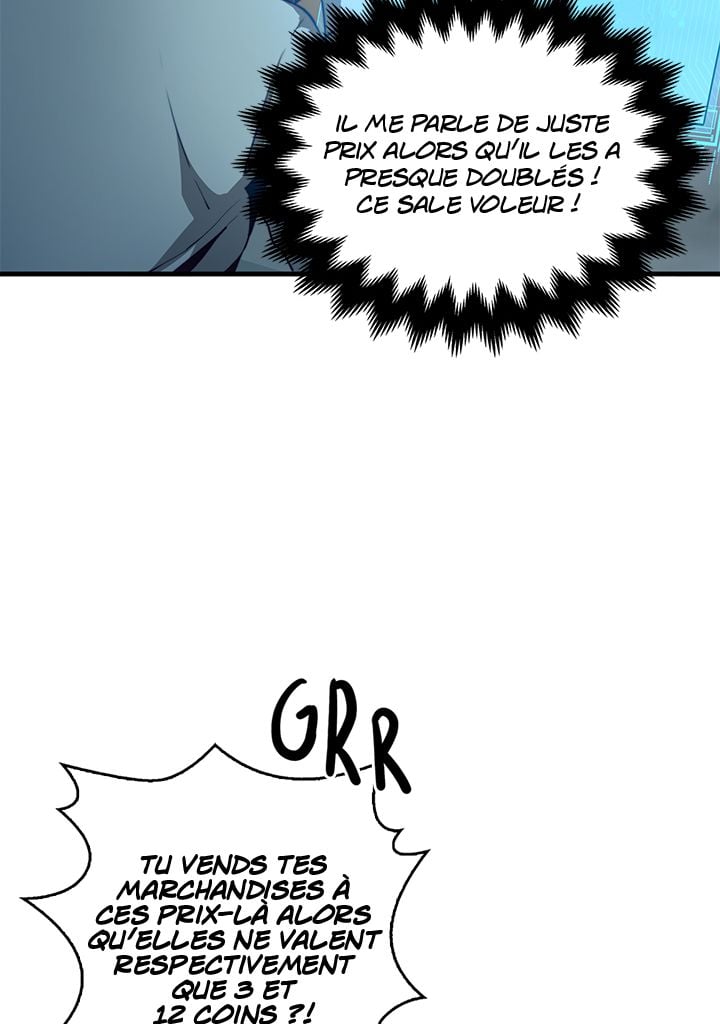 IL ME PARLE DE JUSTE
PRIX ALORS QU'IL LES A
PRESQUE DOUBLÉS !
CE SALE VOLEUR !
GRR
TU VENDS TES
MARCHANDISES À
CES PRIX-LÀ ALORS
QU'ELLES NE VALENT
RESPECTIVEMENT
QUE 3 ET
12 COINS ?!